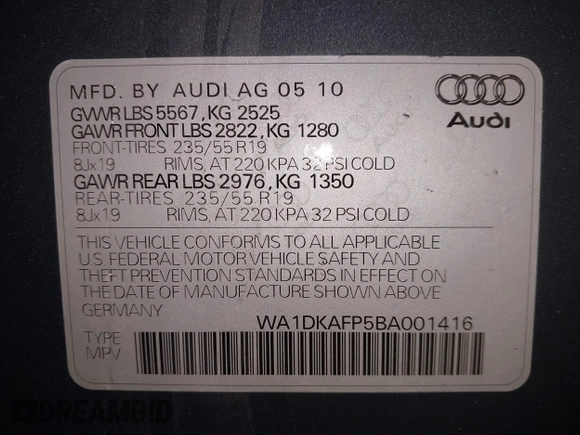 MFD. BY AUDI AG 05 10
GVWR LBS 5567, KG 2525
GAWR FRONT LBS 2822, KG 1280
FRONT-TIRES 235/55 R19
8Jx19 RIMS, AT 220 KPA 32 PSI COLD
GAWR REAR LBS 2976, KG 1350
REAR-TIRES 235/55 R19
8Jx19 RIMS, AT 220 KPA 32 PSI COLD
Audi
THIS VEHICLE CONFORMS TO ALL APPLICABLE
U.S. FEDERAL MOTOR VEHICLE SAFETY AND
THEFT PREVENTION STANDARDS IN EFFECT ON
THE DATE OF MANUFACTURE SHOWN ABOVE
GERMANY
WA1DKAFP5BA001416
TYPE
MPV
DREAMBID